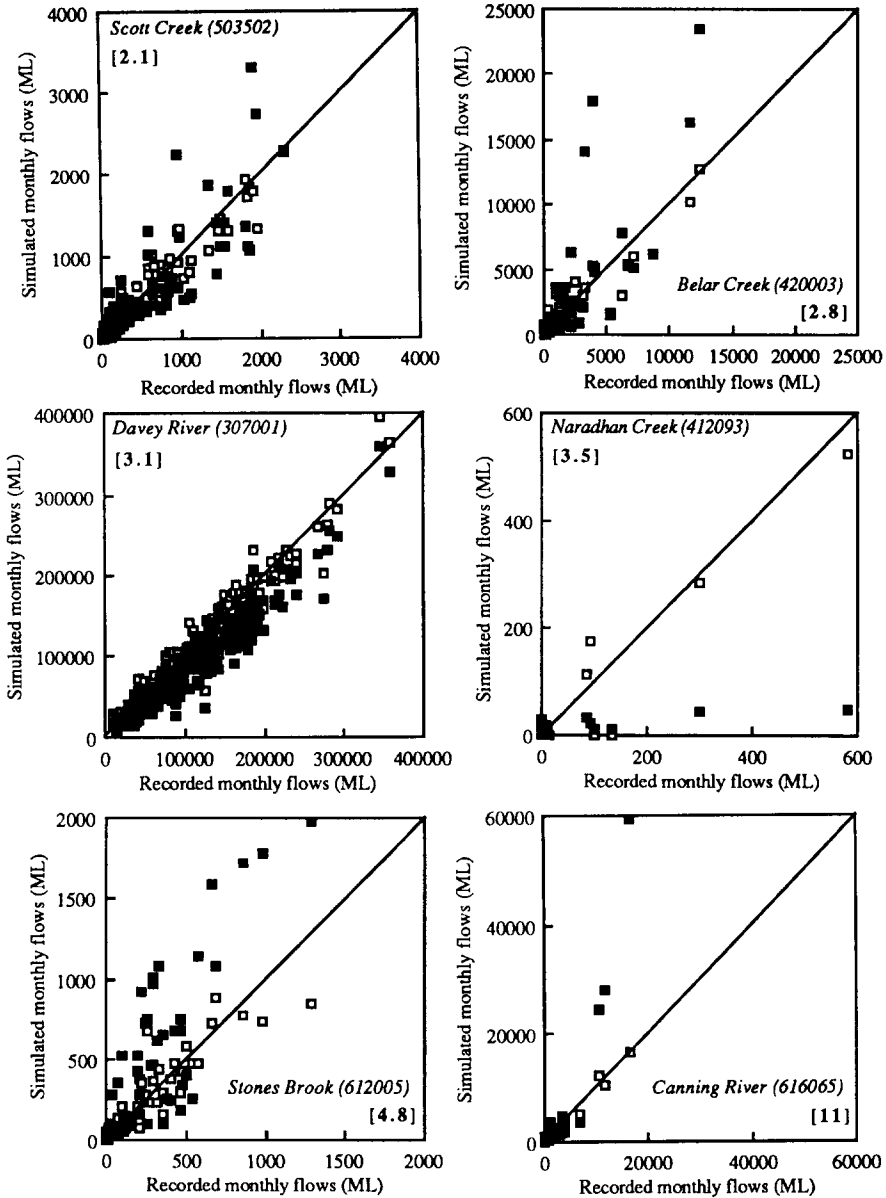 Scott Creek (503502)
[2.1]
4000
3000
2000
1000
0
Simulated monthly flows (ML)
0 1000 2000 3000 4000
Recorded monthly flows (ML)
25000
20000
15000
10000
5000
0
Simulated monthly flows (ML)
Belar Creek (420003)
[2.8]
0 5000 10000 15000 20000 25000
Recorded monthly flows (ML)
Davey River (307001)
[3.1]
400000
300000
200000
100000
0
Simulated monthly flows (ML)
0 100000 200000 300000 400000
Recorded monthly flows (ML)
Naradhan Creek (412093)
[3.5]
600
400
200
0
Simulated monthly flows (ML)
0 200 400 600
Recorded monthly flows (ML)
2000
1500
1000
500
0
Simulated monthly flows (ML)
Stones Brook (612005)
[4.8]
0 500 1000 1500 2000
Recorded monthly flows (ML)
60000
40000
20000
0
Simulated monthly flows (ML)
Canning River (616065)
[11]
0 20000 40000 60000
Recorded monthly flows (ML)